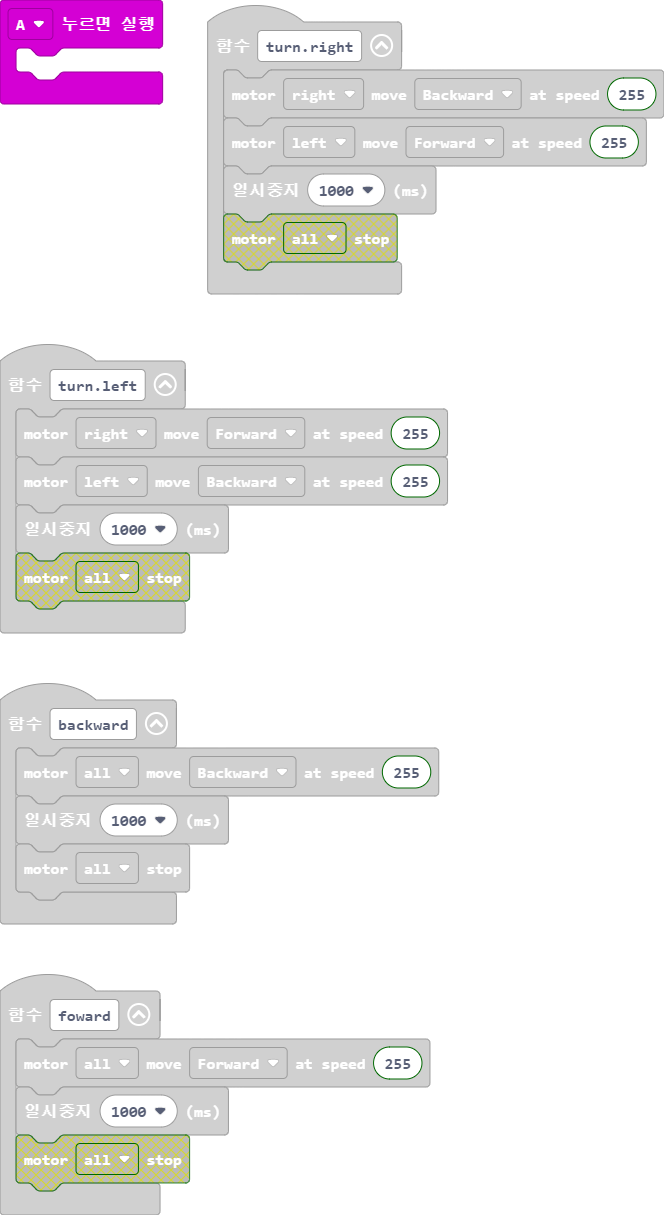 A 누르면 실행
함수 turn.right
motor right move Backward at speed 255
motor left move Forward at speed 255
일시중지 1000 (ms)
motor all stop
함수 turn.left
motor right move Forward at speed 255
motor left move Backward at speed 255
일시중지 1000 (ms)
motor all stop
함수 backward
motor all move Backward at speed 255
일시중지 1000 (ms)
motor all stop
함수 foward
motor all move Forward at speed 255
일시중지 1000 (ms)
motor all stop